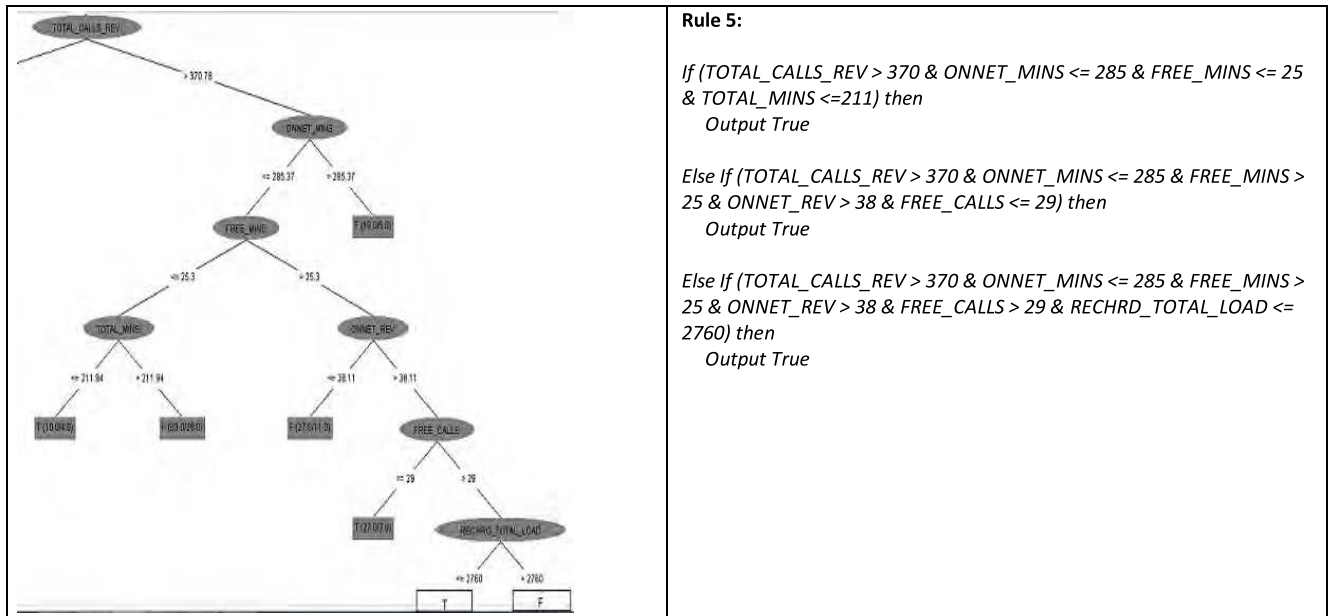 TOTAL_CALLS_REV
> 370.78
ONNET_MINS
<= 285.37
> 285.37
FREE_MINS
<= 25.3
> 25.3
TOTAL_MINS
ONNET_REV
<= 211.94
> 211.94
<= 38.11
> 38.11
FREE_CALLS
<= 29
> 29
RECHRG_TOTAL_LOAD
<= 2760
> 2760
T
F
Rule 5:
If (TOTAL_CALLS_REV > 370 & ONNET_MINS <= 285 & FREE_MINS <= 25
& TOTAL_MINS <=211) then
Output True
Else If (TOTAL_CALLS_REV > 370 & ONNET_MINS <= 285 & FREE_MINS >
25 & ONNET_REV > 38 & FREE_CALLS <= 29) then
Output True
Else If (TOTAL_CALLS_REV > 370 & ONNET_MINS <= 285 & FREE_MINS >
25 & ONNET_REV > 38 & FREE_CALLS > 29 & RECHRD_TOTAL_LOAD <=
2760) then
Output True